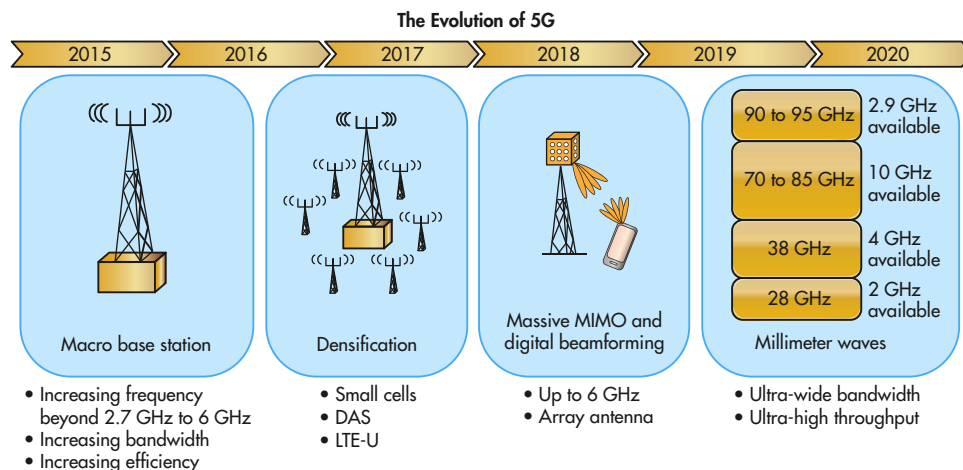 The Evolution of 5G
2015 2016 2017 2018 2019 2020
Macro base station
• Increasing frequency
beyond 2.7 GHz to 6 GHz
• Increasing bandwidth
• Increasing efficiency
Densification
• Small cells
• DAS
• LTE-U
Massive MIMO and
digital beamforming
• Up to 6 GHz
• Array antenna
90 to 95 GHz
2.9 GHz
available
70 to 85 GHz
10 GHz
available
38 GHz
4 GHz
available
28 GHz
2 GHz
available
Millimeter waves
• Ultra-wide bandwidth
• Ultra-high throughput